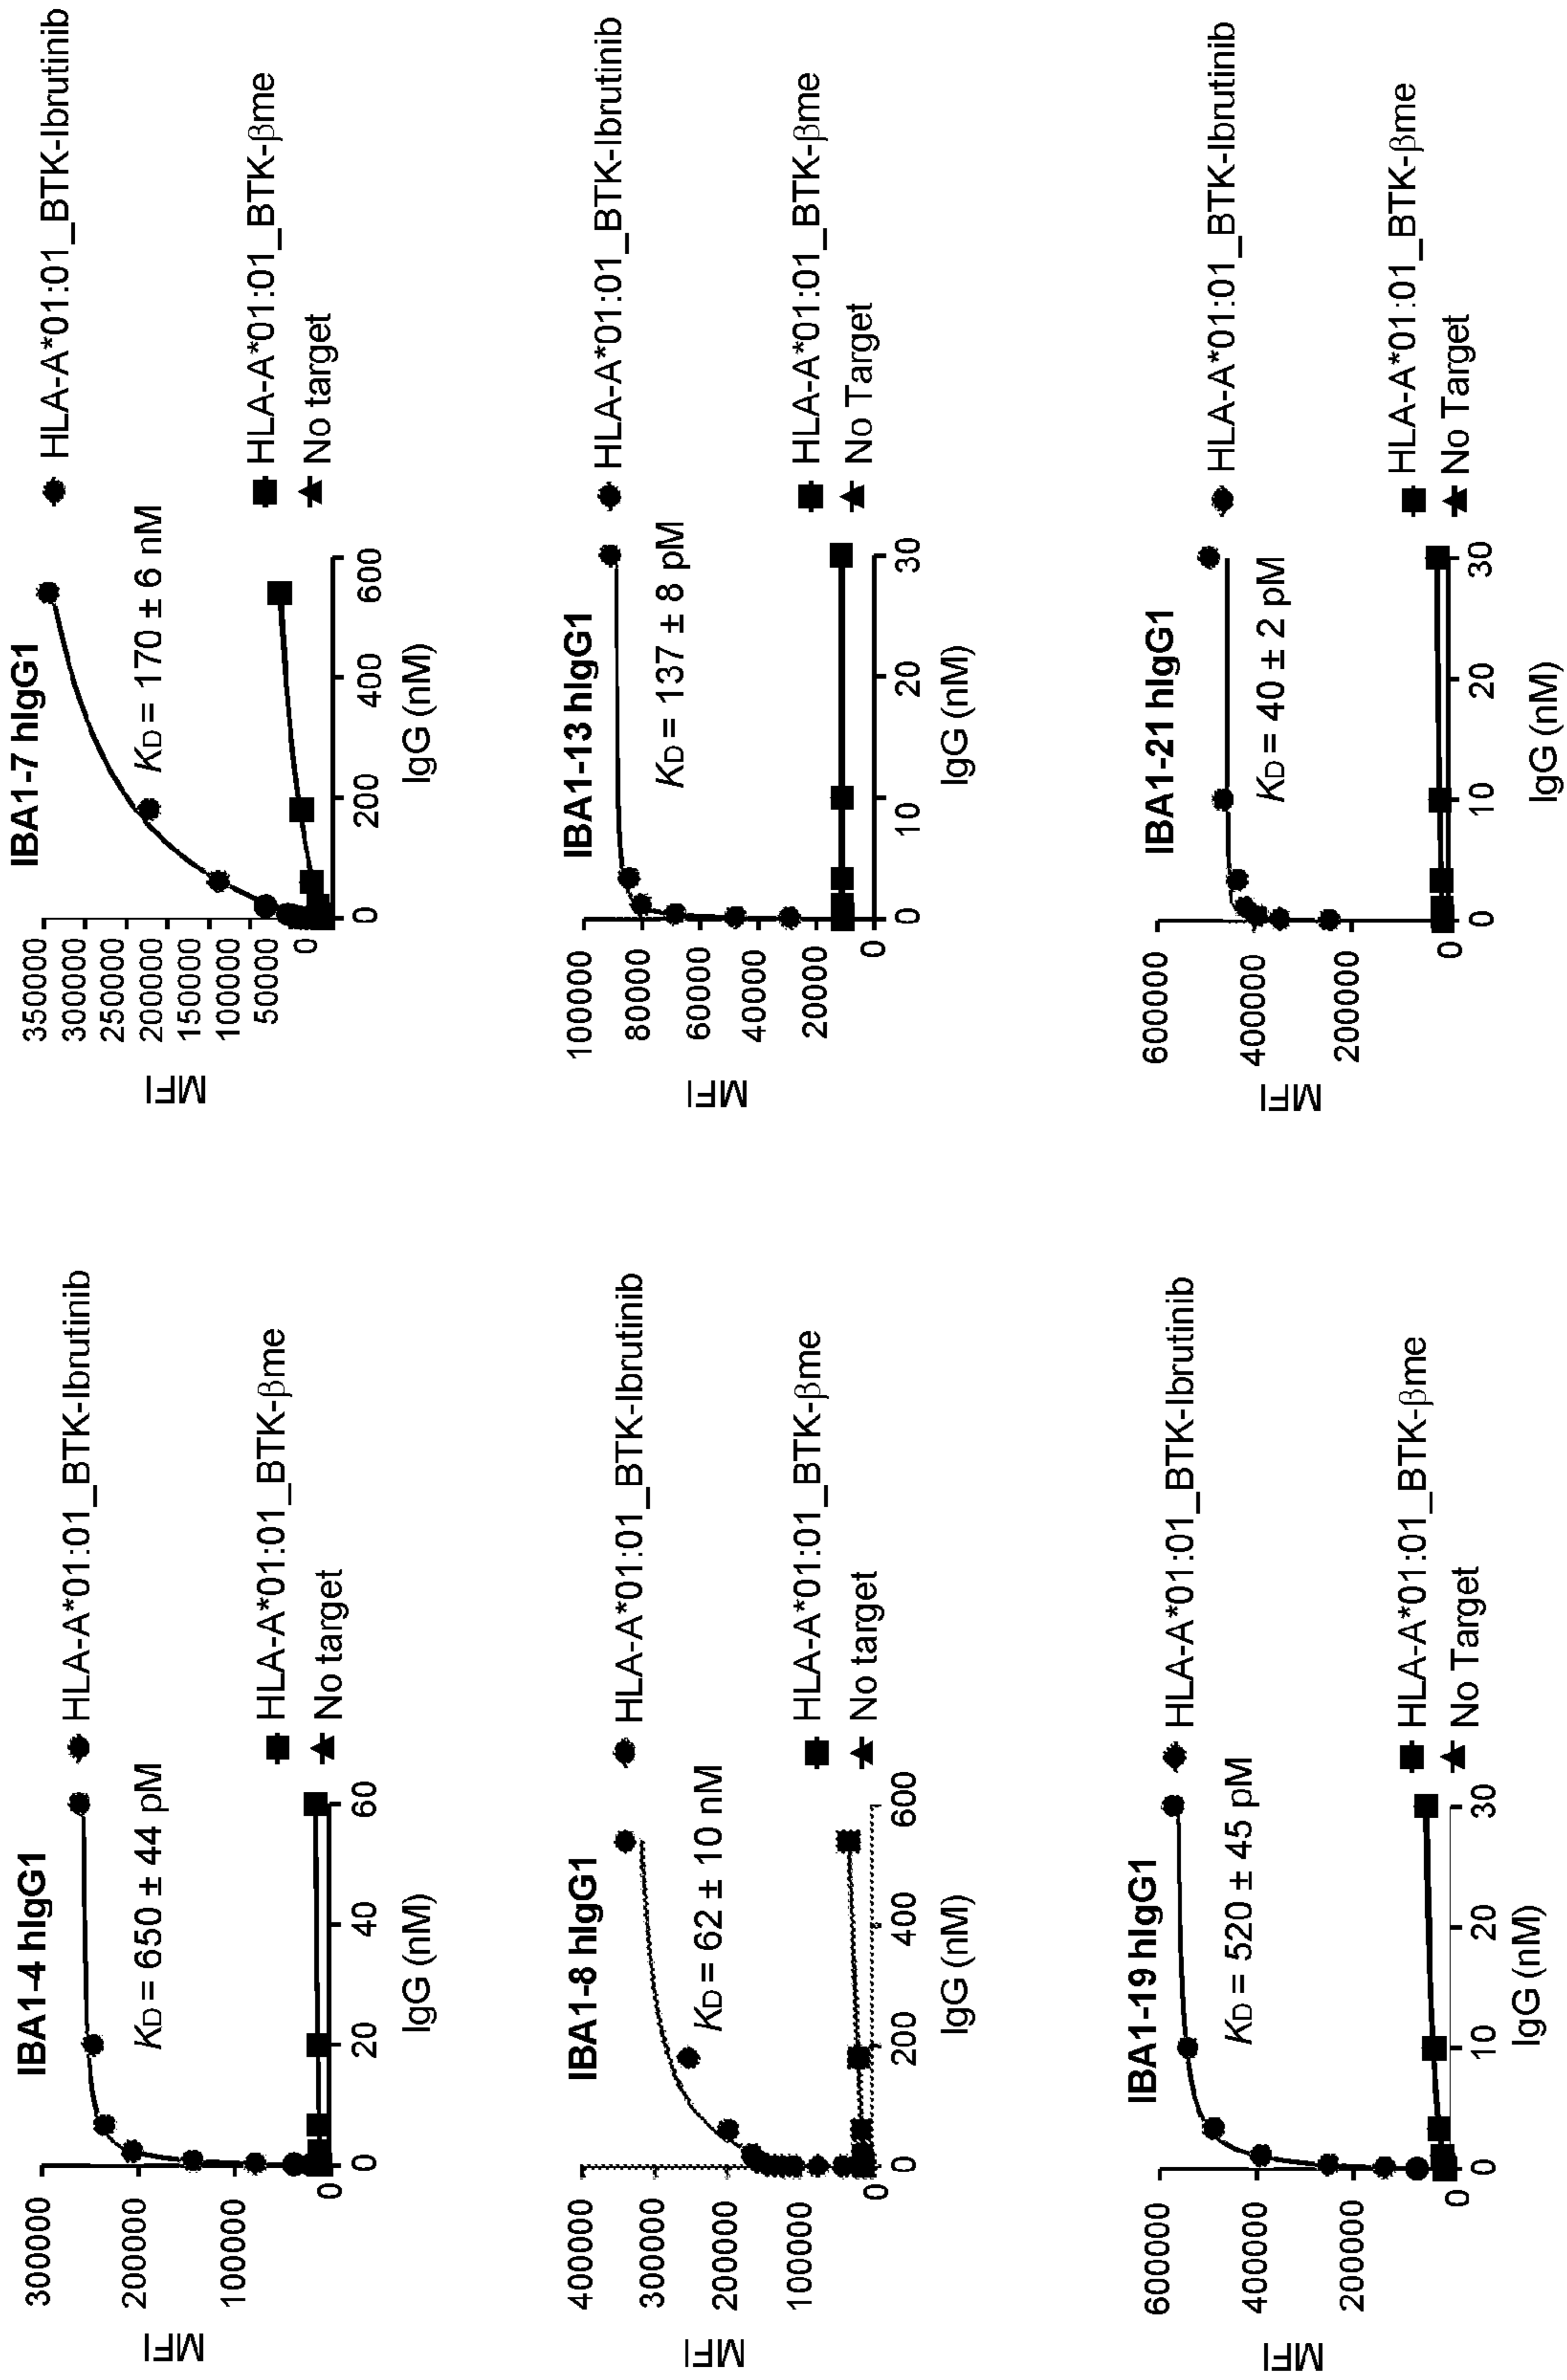 IBA1-4 hIgG1
MFI
300000
200000
100000
0
0
20
40
60
IgG (nM)
KD = 650 ± 44 pM
HLA-A*01:01_BTK-Ibrutinib
HLA-A*01:01_BTK-βme
No target
IBA1-7 hIgG1
MFI
350000
300000
250000
200000
150000
100000
50000
0
0
200
400
600
IgG (nM)
KD = 170 ± 6 nM
HLA-A*01:01_BTK-Ibrutinib
HLA-A*01:01_BTK-βme
No target
IBA1-8 hIgG1
MFI
400000
300000
200000
100000
0
0
200
400
600
IgG (nM)
KD = 62 ± 10 nM
HLA-A*01:01_BTK-Ibrutinib
HLA-A*01:01_BTK-βme
No target
IBA1-13 hIgG1
MFI
100000
80000
60000
40000
20000
0
0
10
20
30
IgG (nM)
KD = 137 ± 8 pM
HLA-A*01:01_BTK-Ibrutinib
HLA-A*01:01_BTK-βme
No Target
IBA1-19 hIgG1
MFI
600000
400000
200000
0
0
10
20
30
IgG (nM)
KD = 520 ± 45 pM
HLA-A*01:01_BTK-Ibrutinib
HLA-A*01:01_BTK-βme
No Target
IBA1-21 hIgG1
MFI
600000
400000
200000
0
0
10
20
30
IgG (nM)
KD = 40 ± 2 pM
HLA-A*01:01_BTK-Ibrutinib
HLA-A*01:01_BTK-βme
No Target